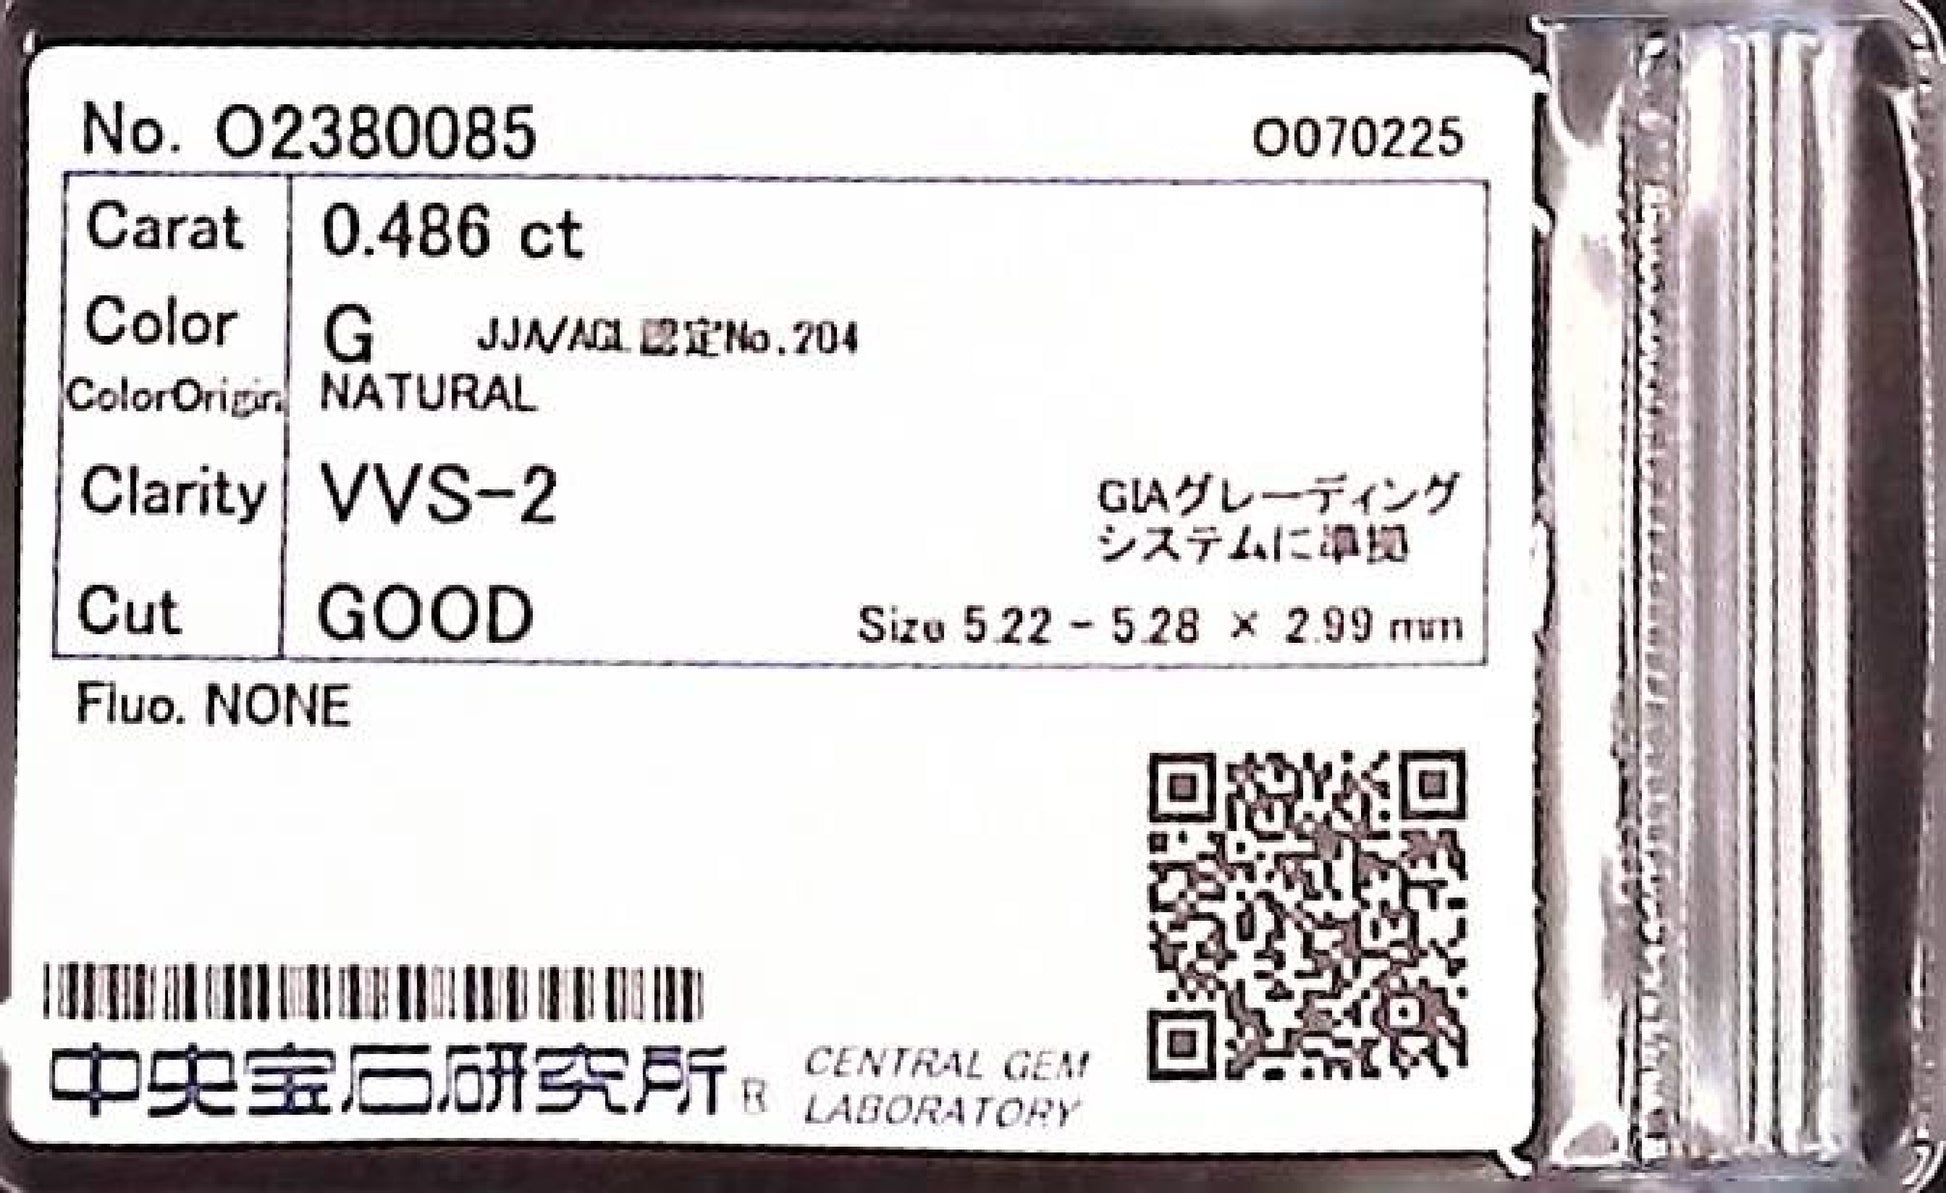 No. O2380085
O070225
Carat 0.486 ct
Color G JJA/AGL 認定No.204
ColorOrigin NATURAL
Clarity VVS-2
GIAグレーディング
システムに準拠
Cut GOOD
Size 5.22 - 5.28 × 2.99 mm
Fluo. NONE
中央宝石研究所 R
CENTRAL GEM
LABORATORY